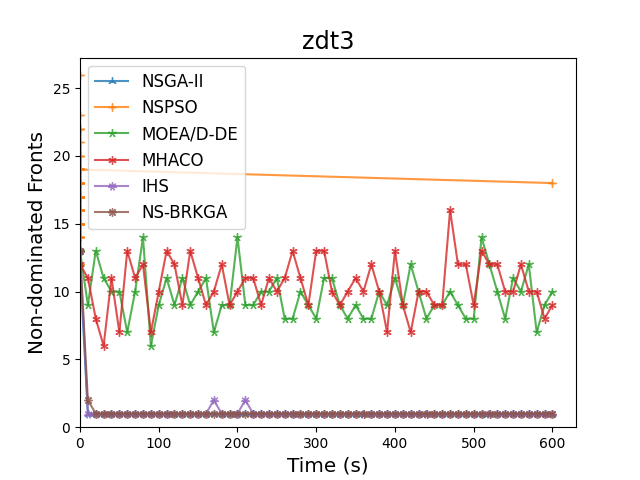 zdt3
Non-dominated Fronts
25
20
15
10
5
0
NSGA-II
NSPSO
MOEA/D-DE
MHACO
IHS
NS-BRKGA
0 100 200 300 400 500 600
Time (s)